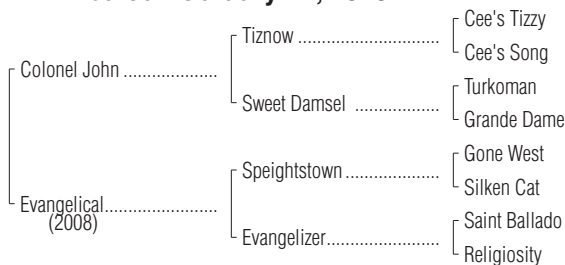 Colonel John
Evangelical
(2008)
Tiznow
Sweet Damsel
Speightstown
Evangelizer
Cee's Tizzy
Cee's Song
Turkoman
Grande Dame
Gone West
Silken Cat
Saint Ballado
Religiosity